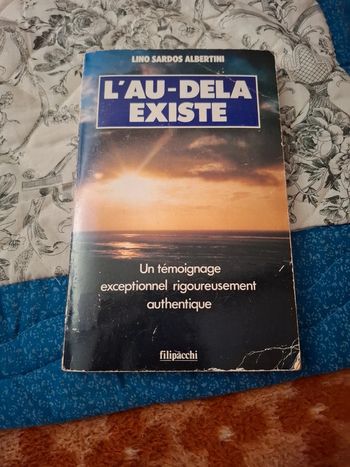 LINO SARDOS ALBERTINI
L'AU-DELA
EXISTE
Un témoignage
exceptionnel rigoureusement
authentique
filipacchi